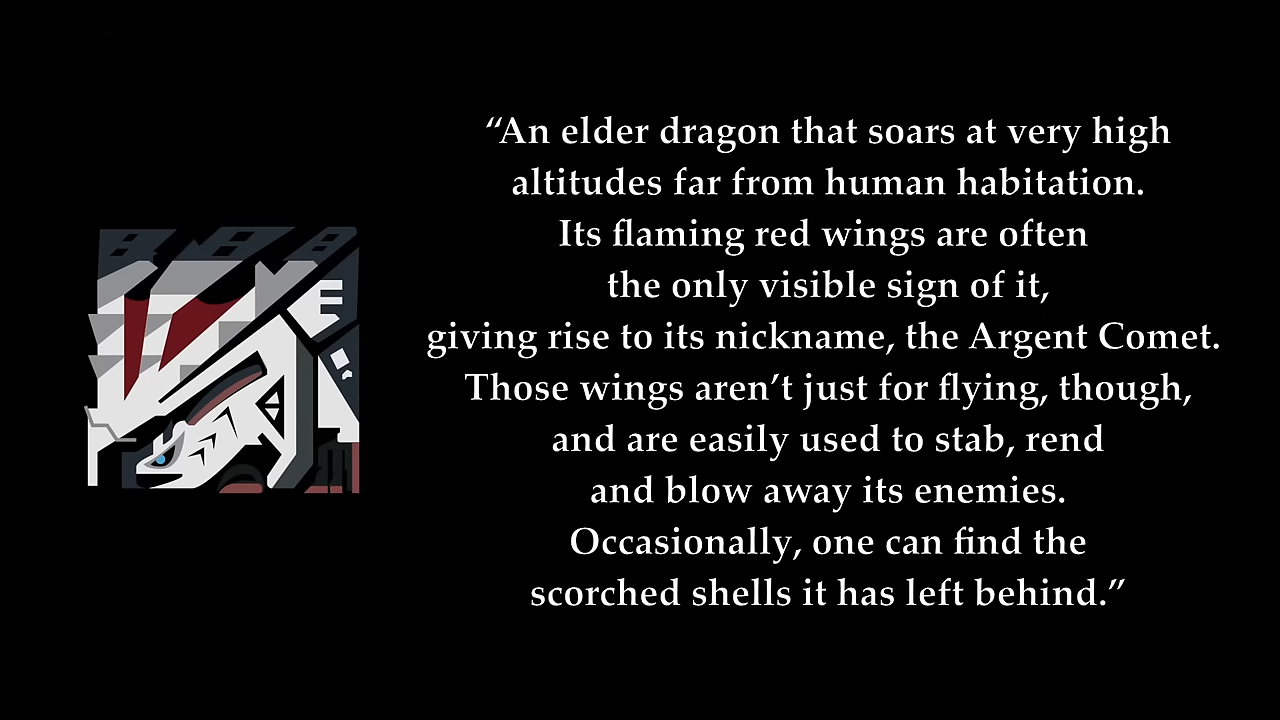 “An elder dragon that soars at very high
altitudes far from human habitation.
Its flaming red wings are often
the only visible sign of it,
giving rise to its nickname, the Argent Comet.
Those wings aren’t just for flying, though,
and are easily used to stab, rend
and blow away its enemies.
Occasionally, one can find the
scorched shells it has left behind.”